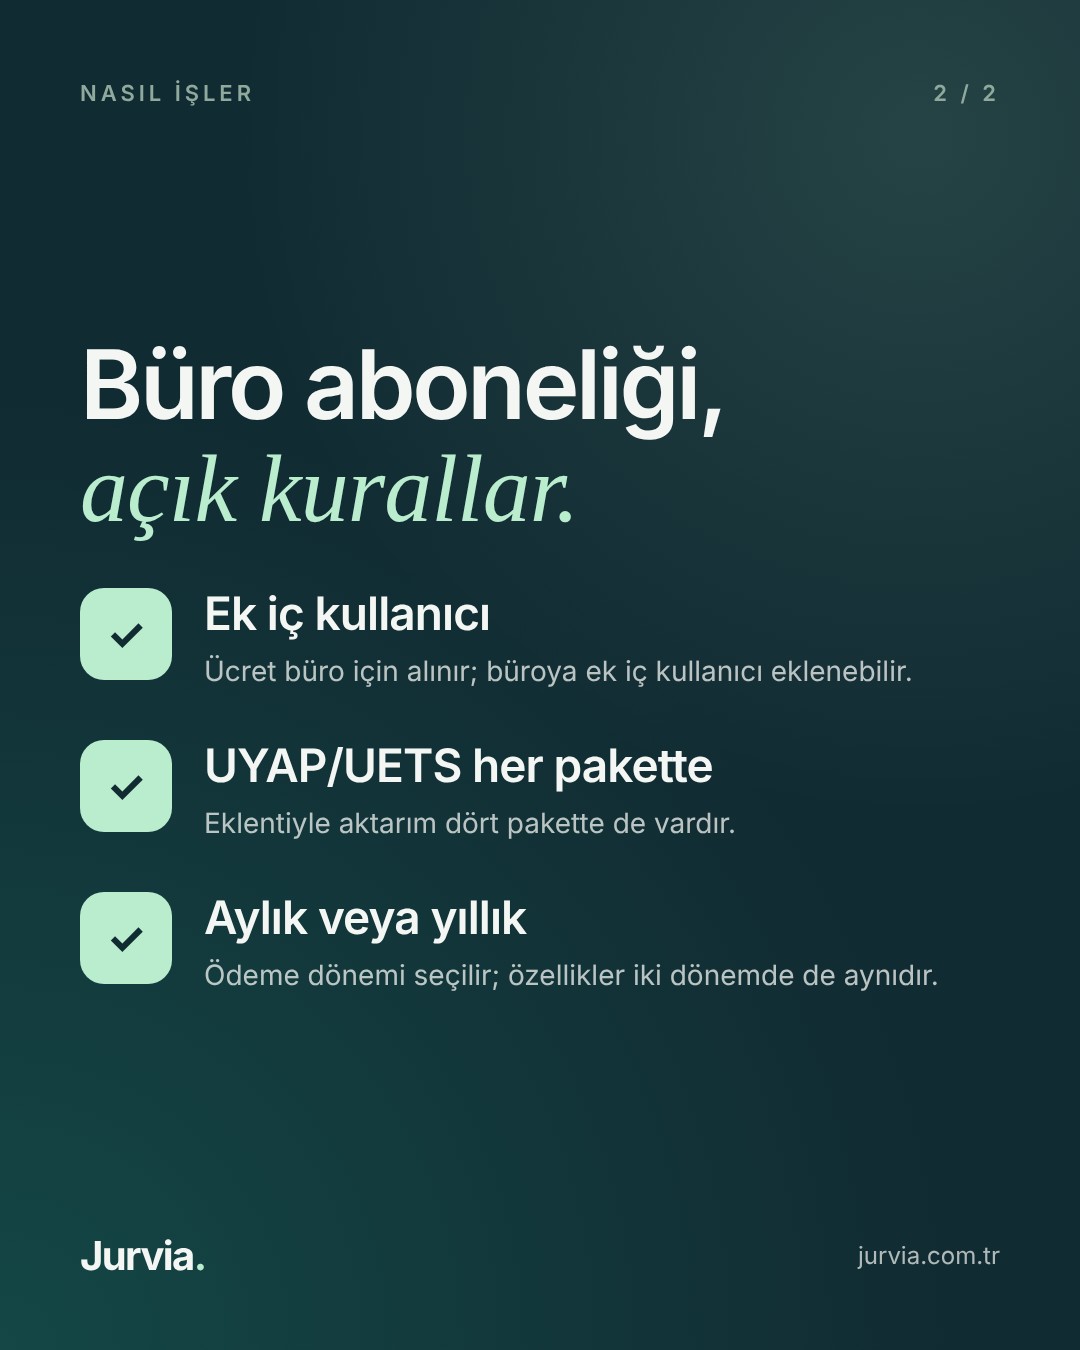 NASIL İŞLER
2 / 2
Büro aboneliği,
açık kurallar.
Ek iç kullanıcı
Ücret büro için alınır; büroya ek iç kullanıcı eklenebilir.
UYAP/UETS her pakette
Eklentiyle aktarım dört pakette de vardır.
Aylık veya yıllık
Ödeme dönemi seçilir; özellikler iki dönemde de aynıdır.
Jurvia.
jurvia.com.tr